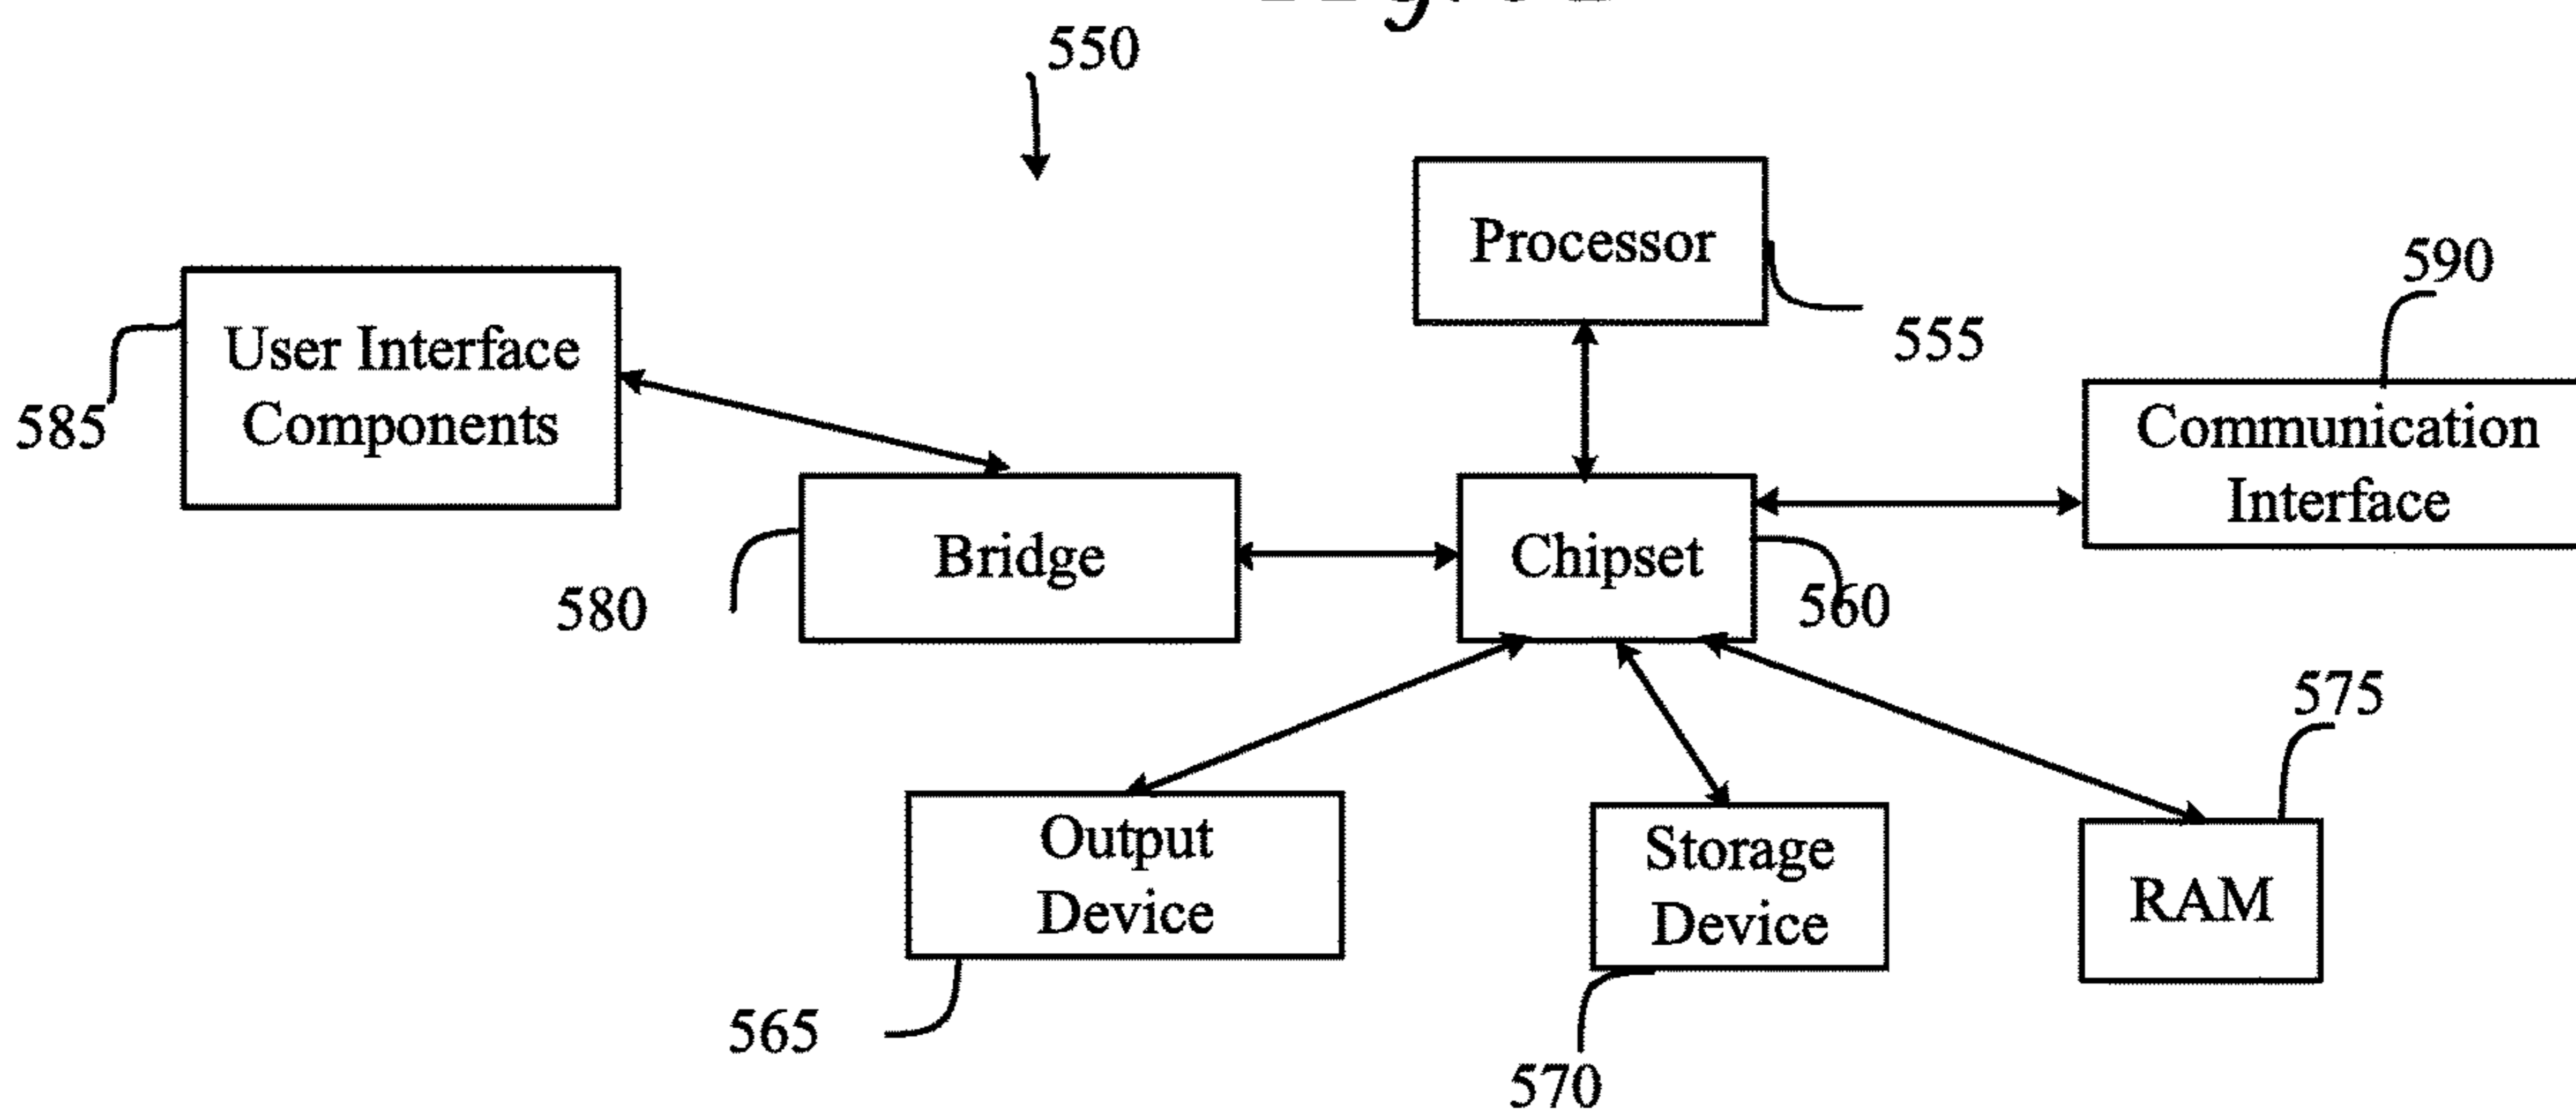 550
Processor
590
User Interface
Components
555
585
Communication
Interface
Bridge
Chipset
580
560
575
Output
Device
Storage
Device
RAM
565
570